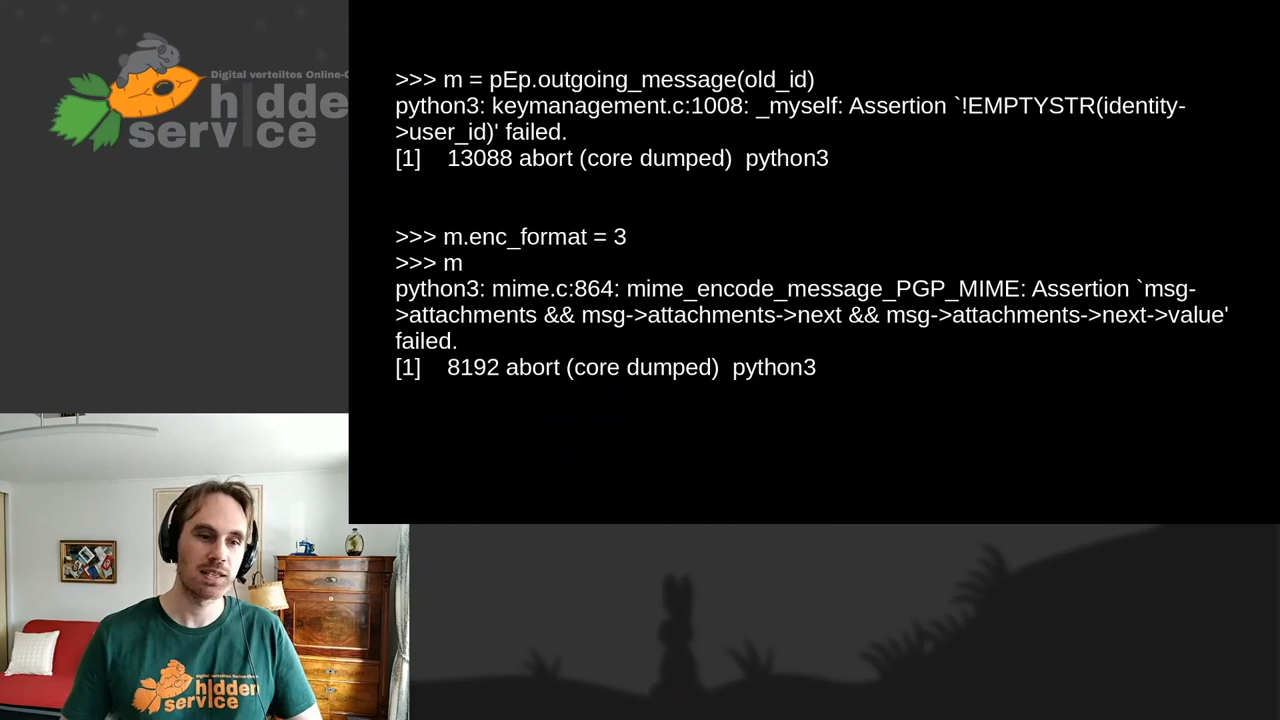 Digital verteiltes Online-C
hidde
service
>>> m = pEp.outgoing_message(old_id)
python3: keymanagement.c:1008: _myself: Assertion `!EMPTYSTR(identity-
>user_id)' failed.
[1]    13088 abort (core dumped)  python3
>>> m.enc_format = 3
>>> m
python3: mime.c:864: mime_encode_message_PGP_MIME: Assertion `msg-
>attachments && msg->attachments->next && msg->attachments->next->value'
failed.
[1]    8192 abort (core dumped)  python3
hidden
service